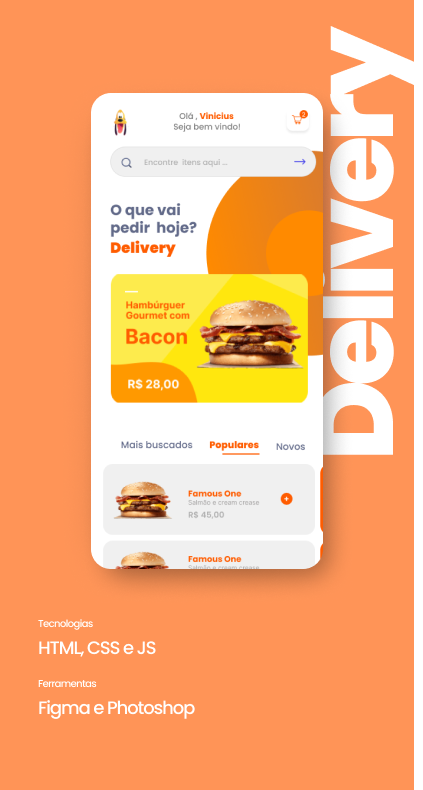 Delivery
Olá , Vinicius
Seja bem vindo!
2
Encontre itens aqui ...
O que vai
pedir hoje?
Delivery
Hambúrguer
Gourmet com
Bacon
R$ 28,00
Mais buscados Populares Novos
Famous One
Salmão e cream crease
R$ 45,00
Famous One
Salmão e cream crease
Tecnologias
HTML, CSS e JS
Ferramentas
Figma e Photoshop